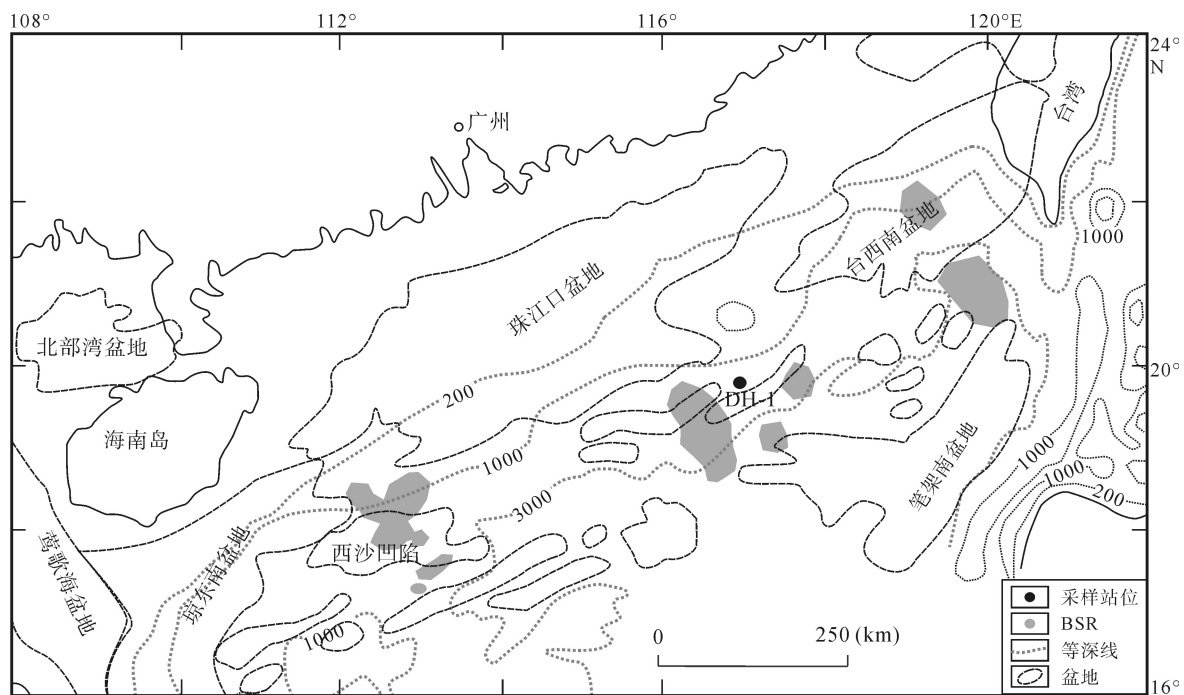 108°
112°
116°
120°E
24°
N
广州
台湾
1000
台西南盆地
珠江口盆地
北部湾盆地
200
20°
DH-1
海南岛
1000
笔架南盆地
1000
1000
200
3000
莺歌海盆地
琼东南盆地
西沙凹陷
1000
0
250 (km)
采样站位
BSR
等深线
盆地
16°